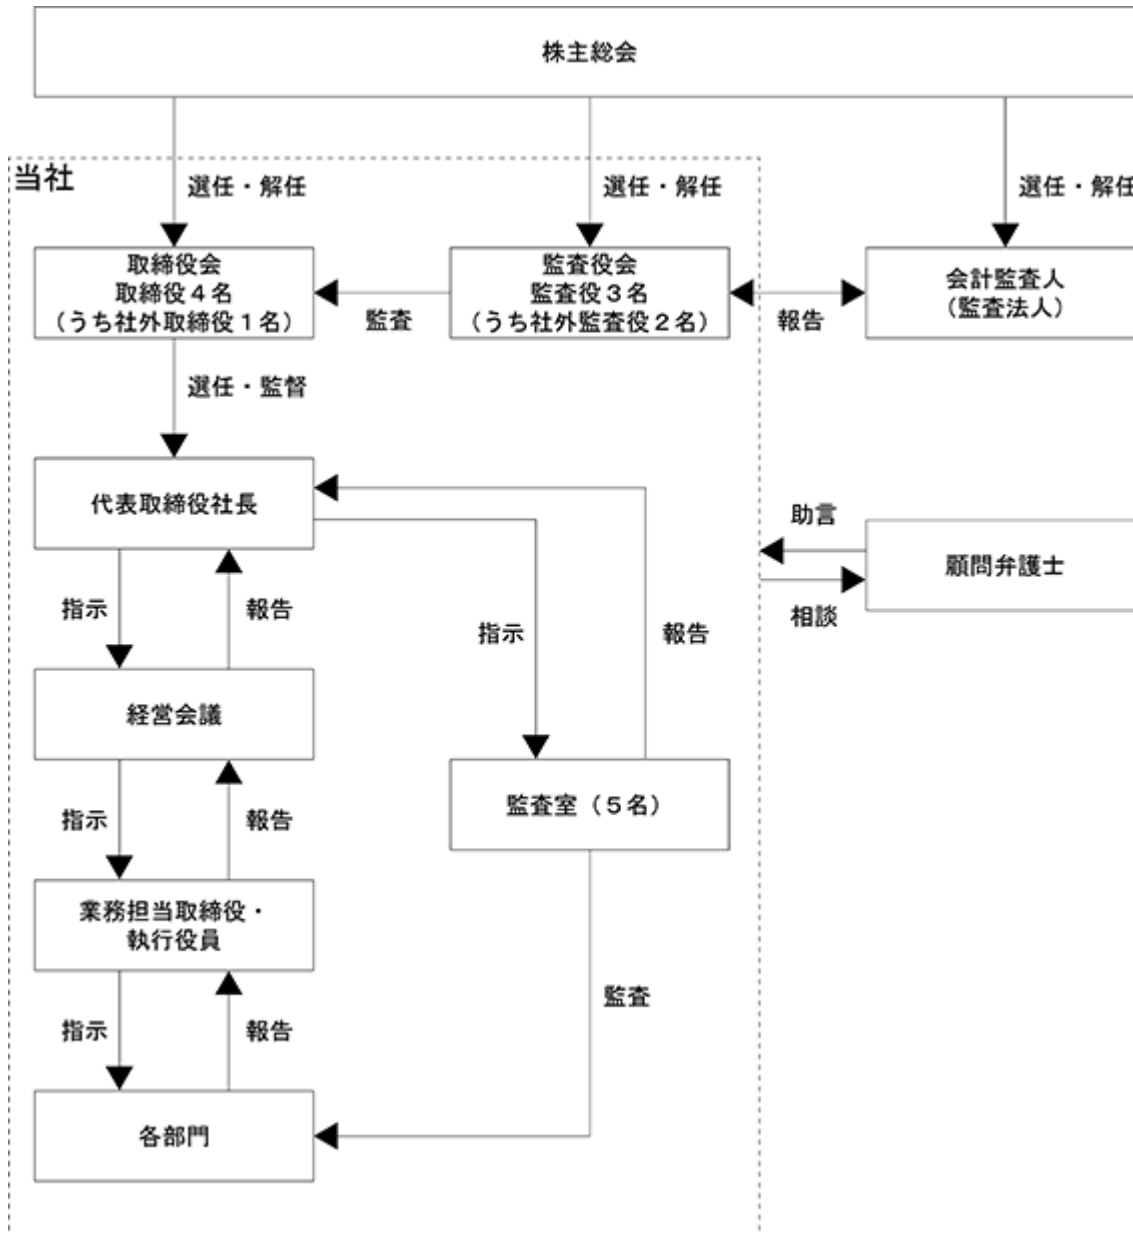 株主総会
当社
選任・解任
選任・解任
選任・解任
取締役会
取締役４名
（うち社外取締役１名）
監査
監査役会
監査役３名
（うち社外監査役２名）
報告
会計監査人
（監査法人）
選任・監督
代表取締役社長
助言
顧問弁護士
相談
指示
報告
指示
報告
経営会議
監査室（５名）
指示
報告
業務担当取締役・
執行役員
監査
指示
報告
各部門